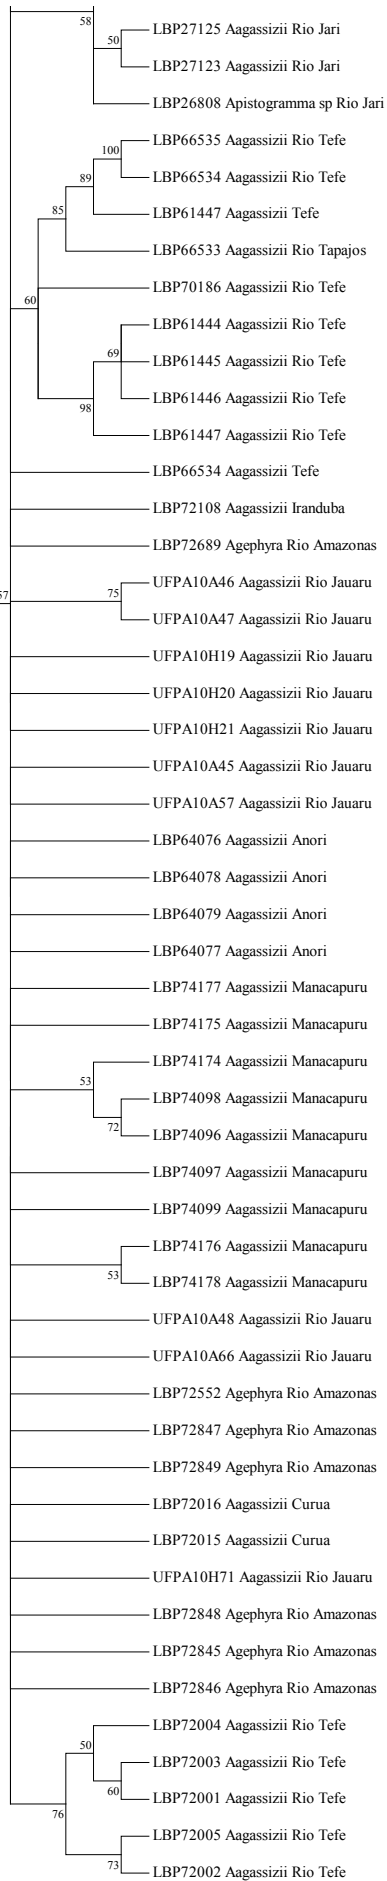 58
LBP27125 Aagassizii Rio Jari
50
LBP27123 Aagassizii Rio Jari
LBP26808 Apistogramma sp Rio Jari
LBP66535 Aagassizii Rio Tefe
100
LBP66534 Aagassizii Rio Tefe
89
LBP61447 Aagassizii Tefe
85
LBP66533 Aagassizii Rio Tapajos
LBP70186 Aagassizii Rio Tefe
60
LBP61444 Aagassizii Rio Tefe
69
LBP61445 Aagassizii Rio Tefe
LBP61446 Aagassizii Rio Tefe
98
LBP61447 Aagassizii Rio Tefe
LBP66534 Aagassizii Tefe
LBP72108 Aagassizii Iranduba
LBP72689 Agephyra Rio Amazonas
UFPA10A46 Aagassizii Rio Jauaru
57
75
UFPA10A47 Aagassizii Rio Jauaru
UFPA10H19 Aagassizii Rio Jauaru
UFPA10H20 Aagassizii Rio Jauaru
UFPA10H21 Aagassizii Rio Jauaru
UFPA10A45 Aagassizii Rio Jauaru
UFPA10A57 Aagassizii Rio Jauaru
LBP64076 Aagassizii Anori
LBP64078 Aagassizii Anori
LBP64079 Aagassizii Anori
LBP64077 Aagassizii Anori
LBP74177 Aagassizii Manacapuru
LBP74175 Aagassizii Manacapuru
LBP74174 Aagassizii Manacapuru
53
LBP74098 Aagassizii Manacapuru
72
LBP74096 Aagassizii Manacapuru
LBP74097 Aagassizii Manacapuru
LBP74099 Aagassizii Manacapuru
LBP74176 Aagassizii Manacapuru
53
LBP74178 Aagassizii Manacapuru
UFPA10A48 Aagassizii Rio Jauaru
UFPA10A66 Aagassizii Rio Jauaru
LBP72552 Agephyra Rio Amazonas
LBP72847 Agephyra Rio Amazonas
LBP72849 Agephyra Rio Amazonas
LBP72016 Aagassizii Curua
LBP72015 Aagassizii Curua
UFPA10H71 Aagassizii Rio Jauaru
LBP72848 Agephyra Rio Amazonas
LBP72845 Agephyra Rio Amazonas
LBP72846 Agephyra Rio Amazonas
LBP72004 Aagassizii Rio Tefe
50
LBP72003 Aagassizii Rio Tefe
60
LBP72001 Aagassizii Rio Tefe
76
LBP72005 Aagassizii Rio Tefe
73
LBP72002 Aagassizii Rio Tefe